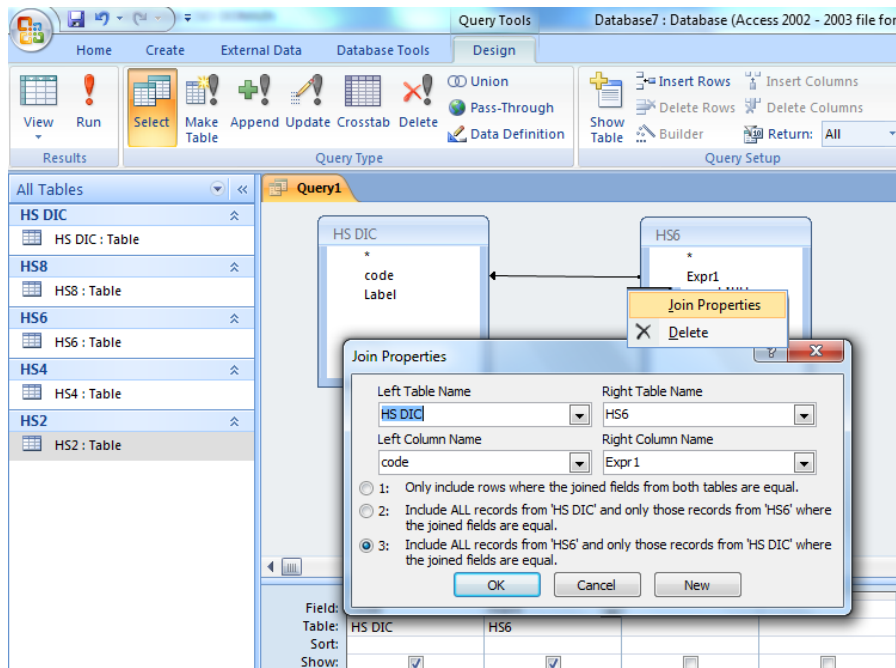 Query Tools
Database7 : Database (Access 2002 - 2003 file for
Home Create External Data Database Tools Design
View
Run
Select
Make Table
Append
Update
Crosstab
Delete
Union
Pass-Through
Data Definition
Show Table
Insert Rows
Delete Rows
Builder
Insert Columns
Delete Columns
Return: All
Results
Query Type
Query Setup
All Tables
HS DIC
HS DIC : Table
HS8
HS8 : Table
HS6
HS6 : Table
HS4
HS4 : Table
HS2
HS2 : Table
Query1
HS DIC
*
code
Label
HS6
*
Expr1
Join Properties
Delete
Join Properties
Left Table Name
Right Table Name
HS DIC
HS6
Left Column Name
Right Column Name
code
Expr1
1: Only include rows where the joined fields from both tables are equal.
2: Include ALL records from 'HS DIC' and only those records from 'HS6' where
the joined fields are equal.
3: Include ALL records from 'HS6' and only those records from 'HS DIC' where
the joined fields are equal.
OK Cancel New
Field:
Table: HS DIC HS6
Sort:
Show: